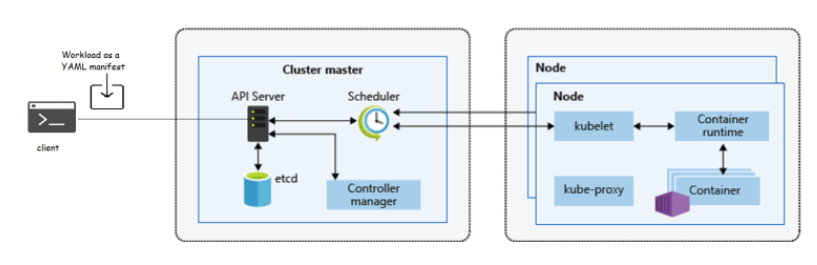 Workload as a
YAML manifest
client
Cluster master
API Server
Scheduler
etcd
Controller
manager
Node
Node
kubelet
Container
runtime
kube-proxy
Container